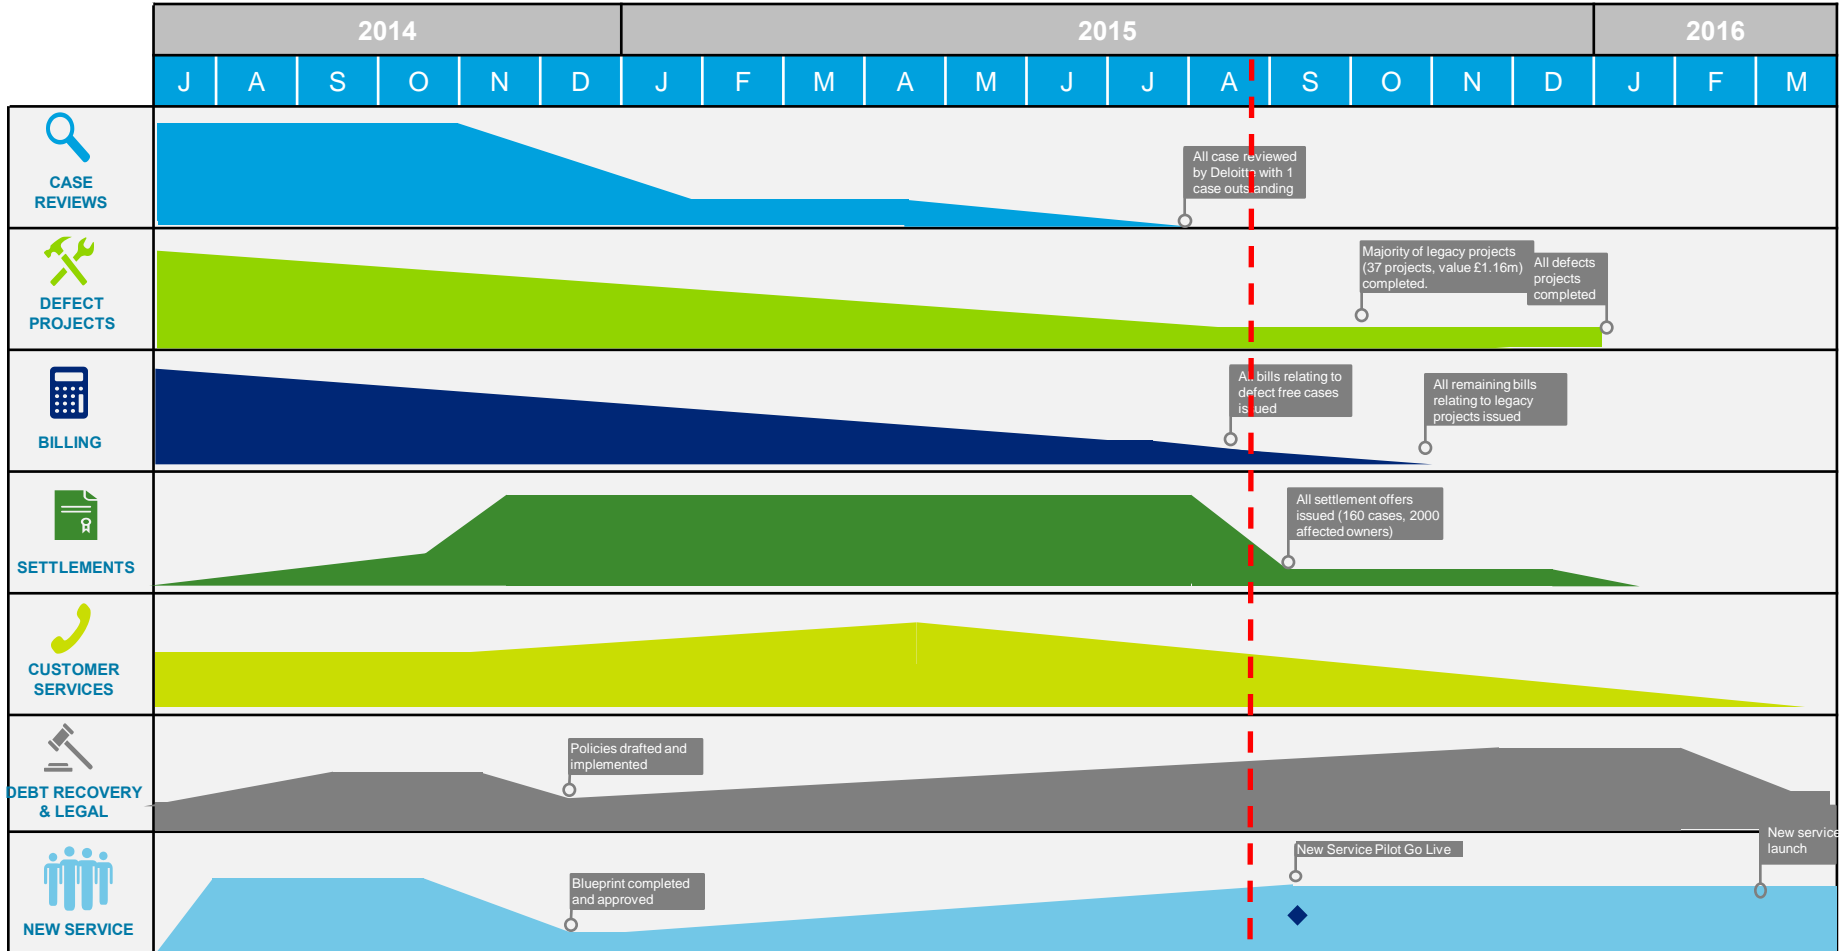 2014 2015 2016
J A S O N D J F M A M J J A S O N D J F M
CASE
REVIEWS
All case reviewed
by Deloitte with 1
case outstanding
DEFECT
PROJECTS
Majority of legacy projects
(37 projects, value £1.16m)
completed.
All defects
projects
completed
BILLING
All bills relating to
defect free cases
issued
All remaining bills
relating to legacy
projects issued
SETTLEMENTS
All settlement offers
issued (160 cases, 2000
affected owners)
CUSTOMER
SERVICES
DEBT RECOVERY
& LEGAL
Policies drafted and
implemented
NEW SERVICE
Blueprint completed
and approved
New Service Pilot Go Live
New service
launch